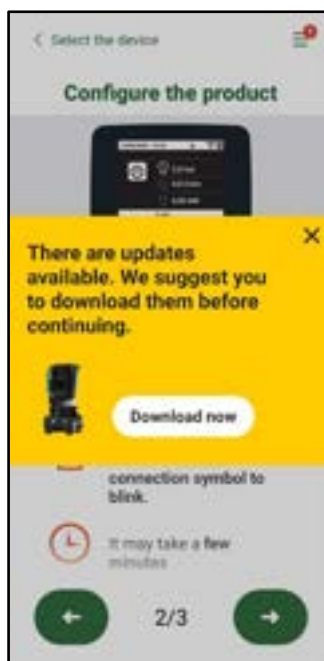 Select the device
Configure the product
There are updates
available. We suggest you
to download them before
continuing.
Download now
connection symbol to
blink.
It may take a few
minutes
2/3